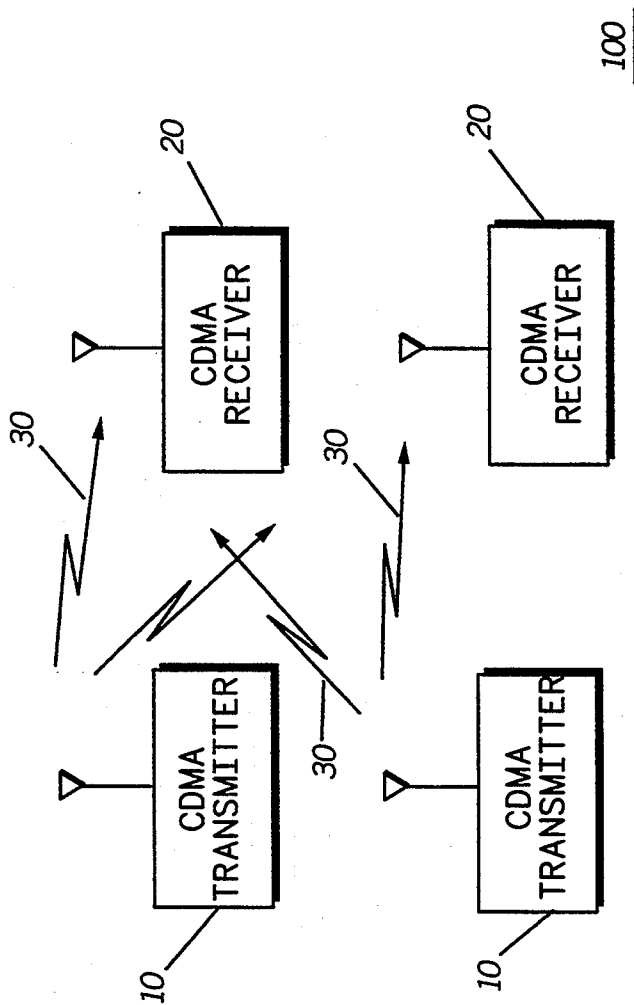 30
10
20
CDMA
TRANSMITTER
CDMA
RECEIVER
30
30
10
20
CDMA
TRANSMITTER
CDMA
RECEIVER
100